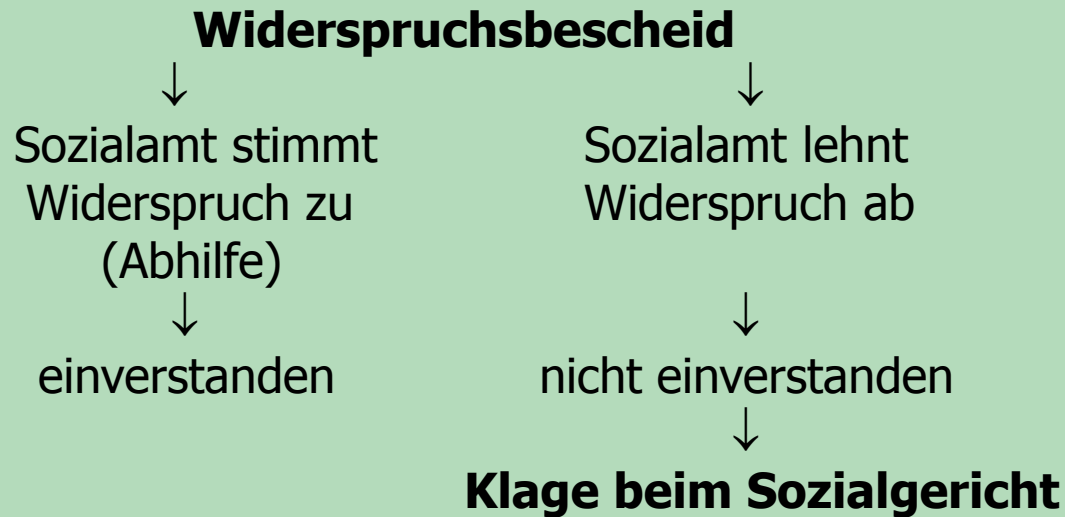 Widerspruchsbescheid
↓ ↓
Sozialamt stimmt Sozialamt lehnt
Widerspruch zu Widerspruch ab
(Abhilfe)
↓ ↓
einverstanden nicht einverstanden
↓
Klage beim Sozialgericht